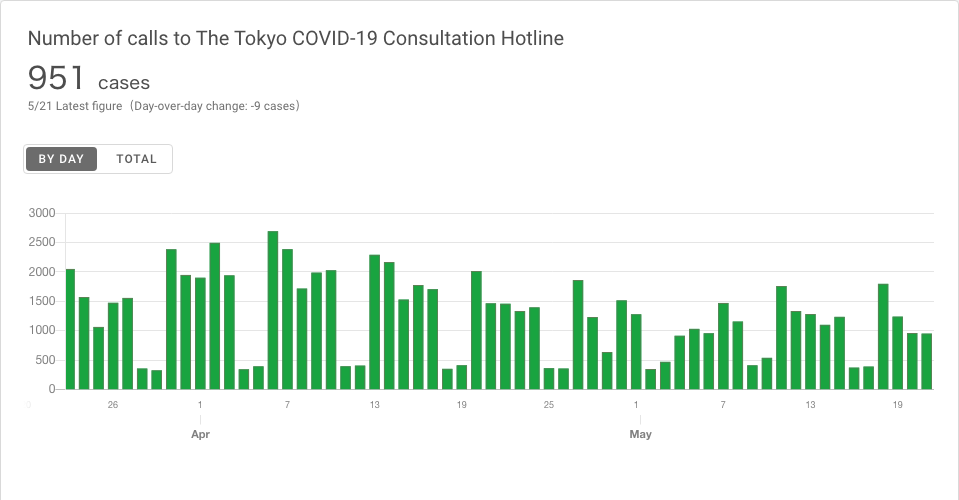 Number of calls to The Tokyo COVID-19 Consultation Hotline
951 cases
5/21 Latest figure（Day-over-day change: -9 cases）
BY DAY TOTAL
3000
2500
2000
1500
1000
500
0
26 1 7 13 19 25 1 7 13 19
Apr May